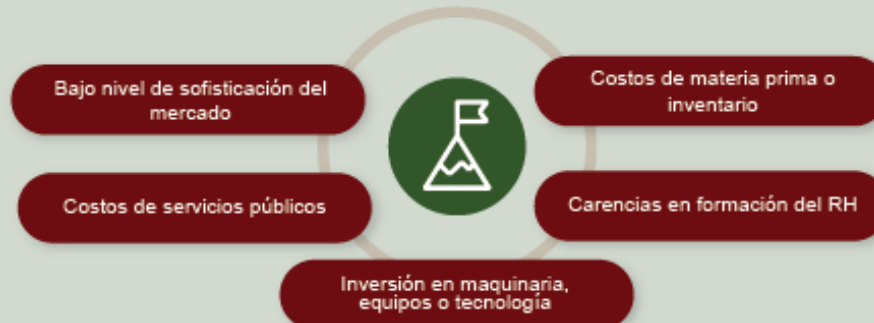 Bajo nivel de sofisticación del
mercado
Costos de materia prima o
inventario
Costos de servicios públicos
Carencias en formación del RH
Inversión en maquinaria,
equipos o tecnología